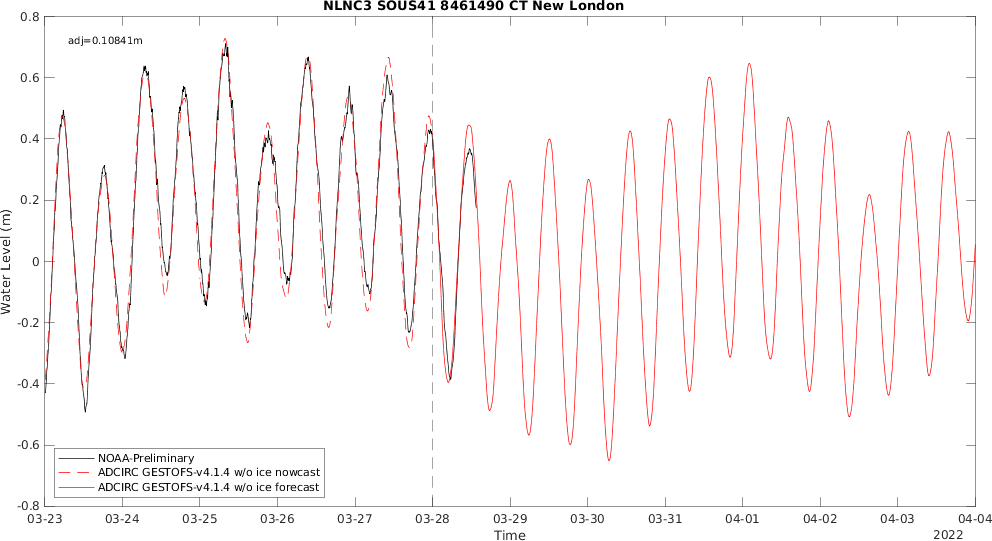 NLNC3 SOUS41 8461490 CT New London
adj=0.10841m
0.8
0.6
0.4
0.2
0
-0.2
-0.4
-0.6
-0.8
Water Level (m)
NOAA-Preliminary
ADCIRC GESTOFS-v4.1.4 w/o ice nowcast
ADCIRC GESTOFS-v4.1.4 w/o ice forecast
03-23 03-24 03-25 03-26 03-27 03-28 03-29 03-30 03-31 04-01 04-02 04-03 04-04
Time
2022